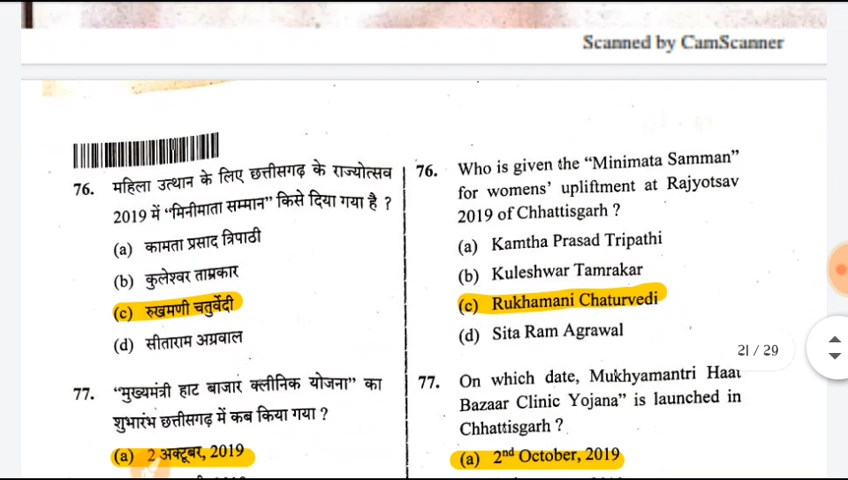 Scanned by CamScanner
76. महिला उत्थान के लिए छत्तीसगढ़ के राज्योत्सव
2019 में “मिनीमाता सम्मान” किसे दिया गया है ?
(a) कामता प्रसाद त्रिपाठी
(b) कुलेश्वर ताम्रकार
(c) रुखमणी चतुर्वेदी
(d) सीताराम अग्रवाल
77. “मुख्यमंत्री हाट बाजार क्लीनिक योजना” का
शुभारंभ छत्तीसगढ़ में कब किया गया ?
(a) 2 अक्टूबर, 2019
76. Who is given the “Minimata Samman”
for womens’ upliftment at Rajyotsav
2019 of Chhattisgarh ?
(a) Kamtha Prasad Tripathi
(b) Kuleshwar Tamrakar
(c) Rukhamani Chaturvedi
(d) Sita Ram Agrawal
21 / 29
77. On which date, Mukhyamantri Haat
Bazaar Clinic Yojana” is launched in
Chhattisgarh ?
(a) 2nd October, 2019